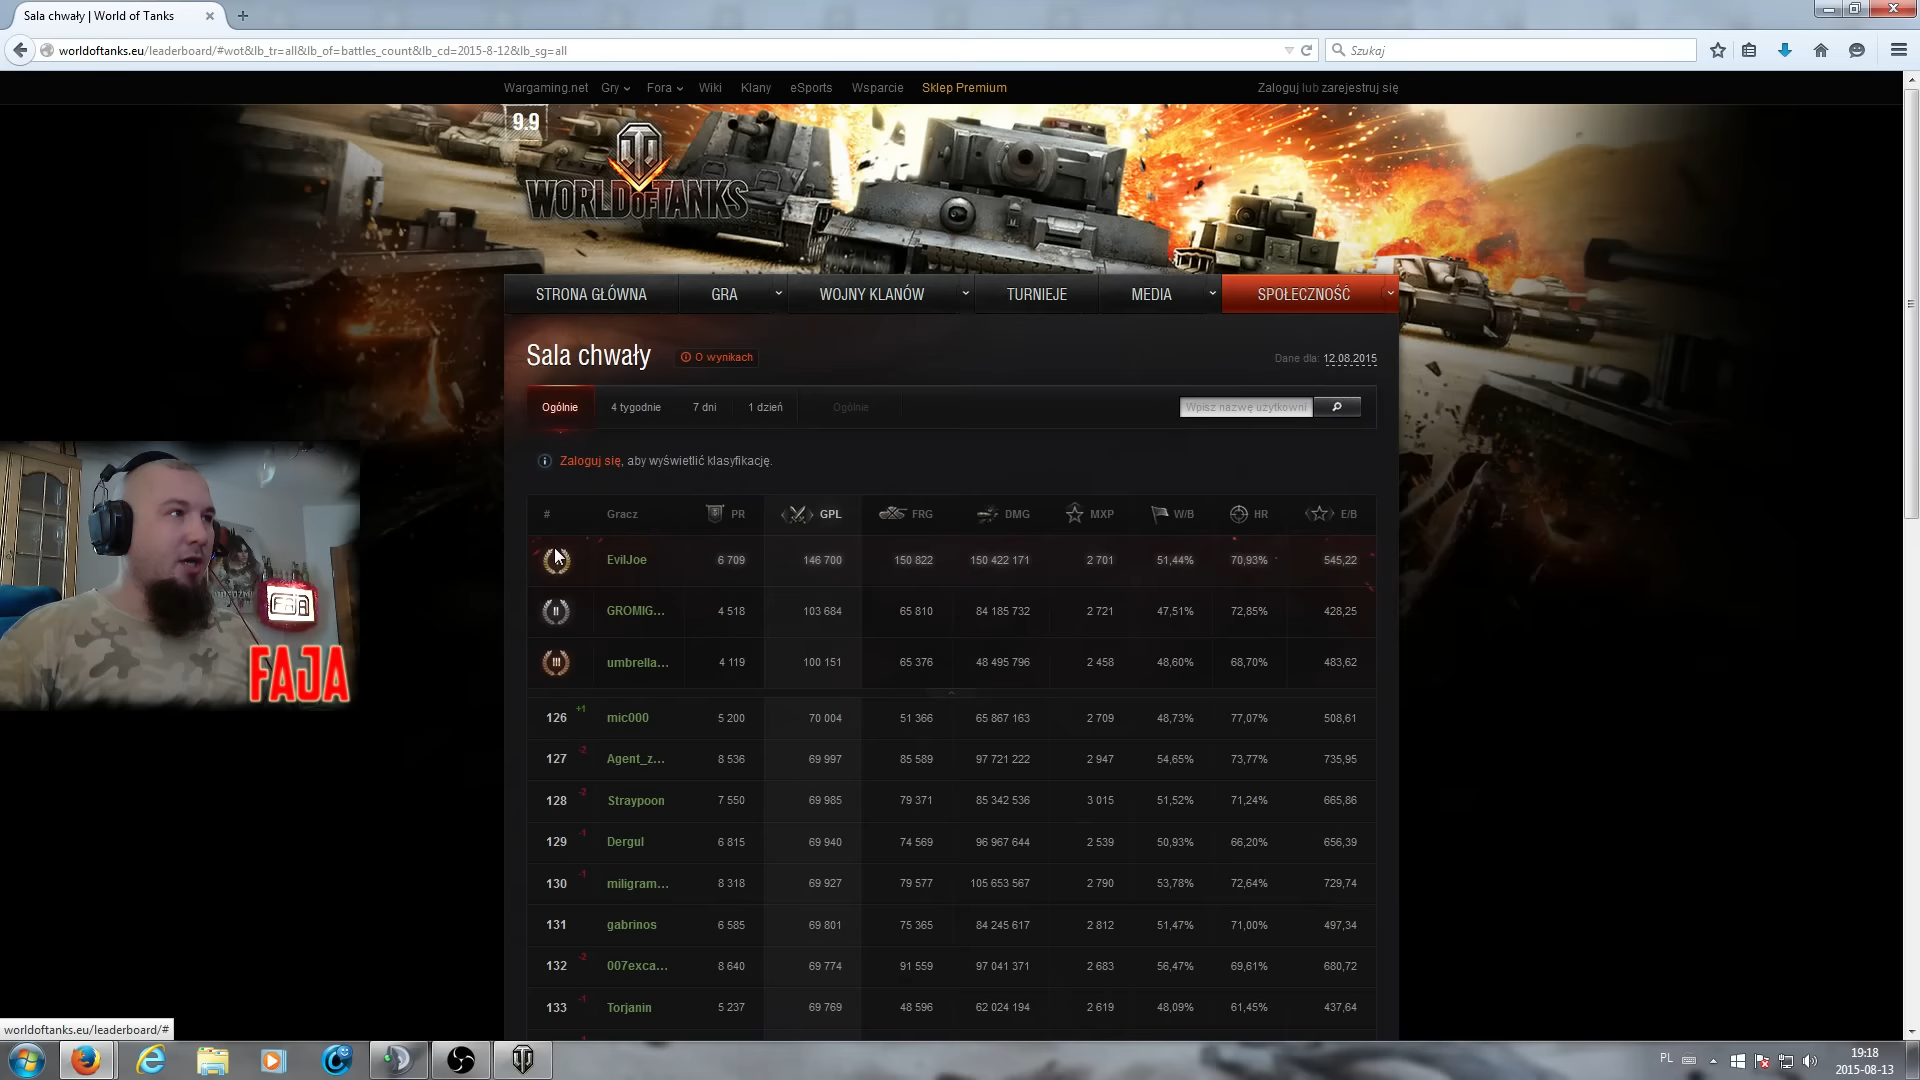 Sala chwały | World of Tanks
worldoftanks.eu/leaderboard/#wot&lb_tr=all&lb_of=battles_count&lb_cd=2015-8-12&lb_sg=all
Szukaj
Wargaming.net Gry Fora Wiki Klany eSports Wsparcie Sklep Premium Zaloguj lub zarejestruj się
9.9
WORLD OF TANKS
STRONA GŁÓWNA GRA WOJNY KLANÓW TURNIEJE MEDIA SPOŁECZNOŚĆ
Sala chwały O wynikach Dane dla: 12.08.2015
Ogólnie 4 tygodnie 7 dni 1 dzień Ogólnie Wpisz nazwę użytkowni
Zaloguj się, aby wyświetlić klasyfikację.
# Gracz PR GPL FRG DMG MXP W/B HR E/B
EvilJoe 6 709 146 700 150 822 150 422 171 2 701 51,44% 70,93% 545,22
II GROMIG... 4 518 103 684 65 810 84 185 732 2 721 47,51% 72,85% 428,25
III umbrella... 4 119 100 151 65 376 48 495 796 2 458 48,60% 68,70% 483,62
126 +1 mic000 5 200 70 004 51 366 65 867 163 2 709 48,73% 77,07% 508,61
127 -2 Agent_z... 8 536 69 997 85 589 97 721 222 2 947 54,65% 73,77% 735,95
128 -2 Straypoon 7 550 69 985 79 371 85 342 536 3 015 51,52% 71,24% 665,86
129 -1 Dergul 6 815 69 940 74 569 96 967 644 2 539 50,93% 66,20% 656,39
130 -1 miligram... 8 318 69 927 79 577 105 653 567 2 790 53,78% 72,64% 729,74
131 gabrinos 6 585 69 801 75 365 84 245 617 2 812 51,47% 71,00% 497,34
132 -2 007exca... 8 640 69 774 91 559 97 041 371 2 683 56,47% 69,61% 680,72
133 -1 Torjanin 5 237 69 769 48 596 62 024 194 2 619 48,09% 61,45% 437,64
FAJA
FAJA
worldoftanks.eu/leaderboard/#
PL
19:18
2015-08-13